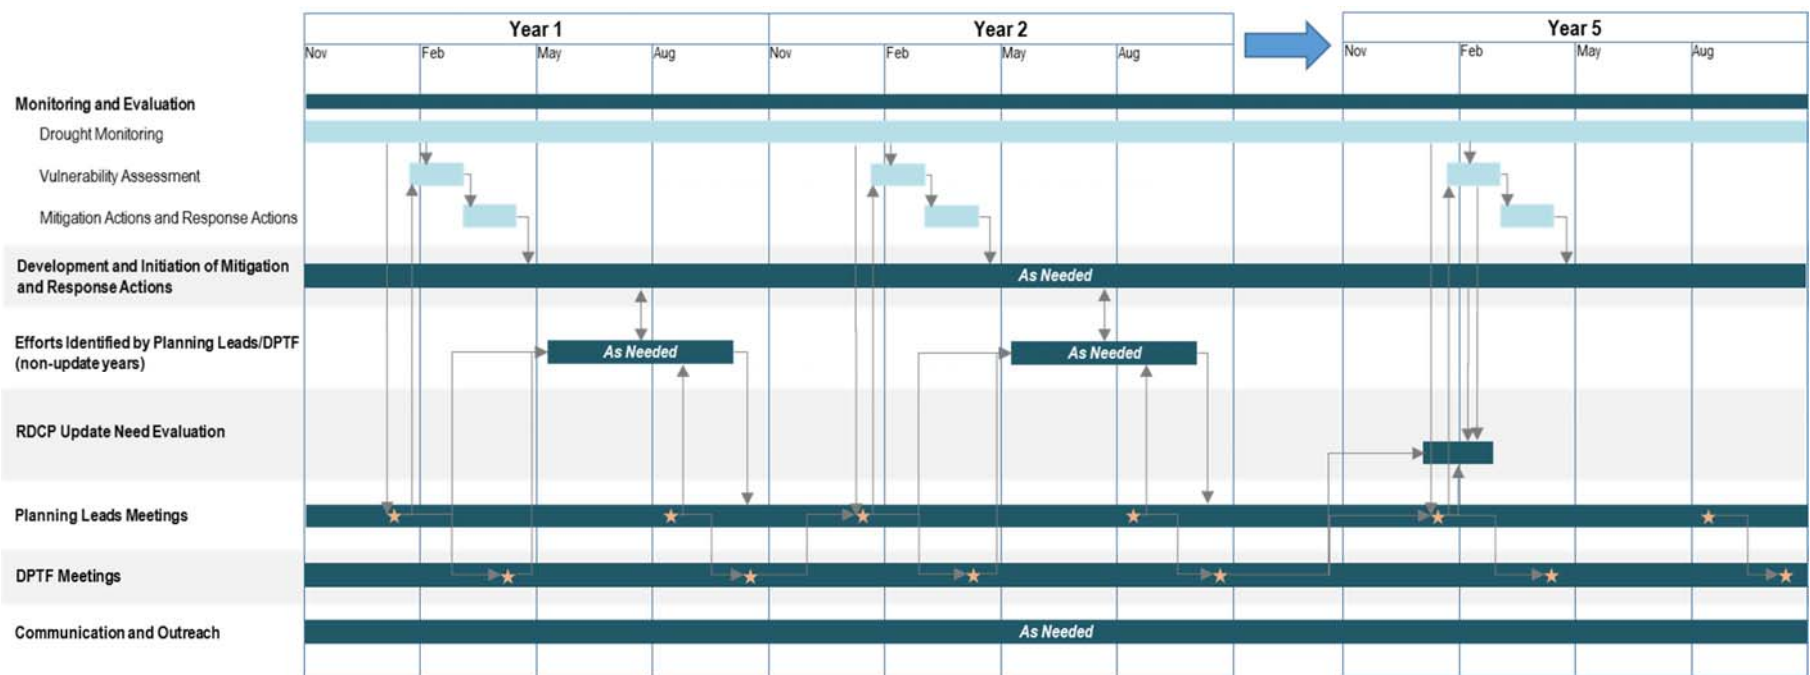 Year 1
Year 2
Year 5
Nov
Feb
May
Aug
Nov
Feb
May
Aug
Nov
Feb
May
Aug
Monitoring and Evaluation
Drought Monitoring
Vulnerability Assessment
Mitigation Actions and Response Actions
Development and Initiation of Mitigation
and Response Actions
As Needed
Efforts Identified by Planning Leads/DPTF
(non-update years)
As Needed
As Needed
RDCP Update Need Evaluation
Planning Leads Meetings
DPTF Meetings
Communication and Outreach
As Needed